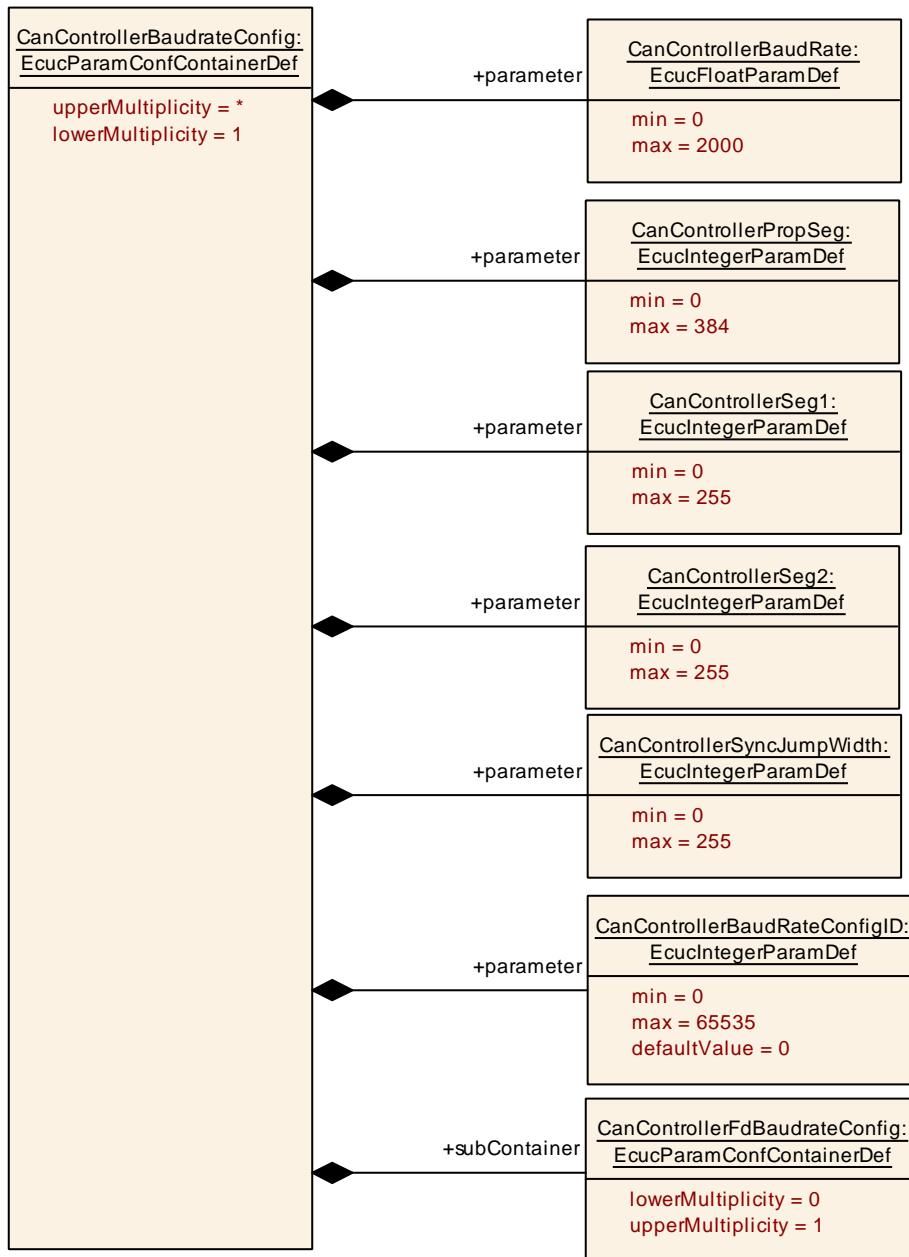 CanControllerBaudrateConfig:
EcucParamConfContainerDef
upperMultiplicity = *
lowerMultiplicity = 1
+parameter
CanControllerBaudRate:
EcucFloatParamDef
min = 0
max = 2000
+parameter
CanControllerPropSeg:
EcucIntegerParamDef
min = 0
max = 384
+parameter
CanControllerSeg1:
EcucIntegerParamDef
min = 0
max = 255
+parameter
CanControllerSeg2:
EcucIntegerParamDef
min = 0
max = 255
+parameter
CanControllerSyncJumpWidth:
EcucIntegerParamDef
min = 0
max = 255
+parameter
CanControllerBaudRateConfigID:
EcucIntegerParamDef
min = 0
max = 65535
defaultValue = 0
+subContainer
CanControllerFdBaudrateConfig:
EcucParamConfContainerDef
lowerMultiplicity = 0
upperMultiplicity = 1